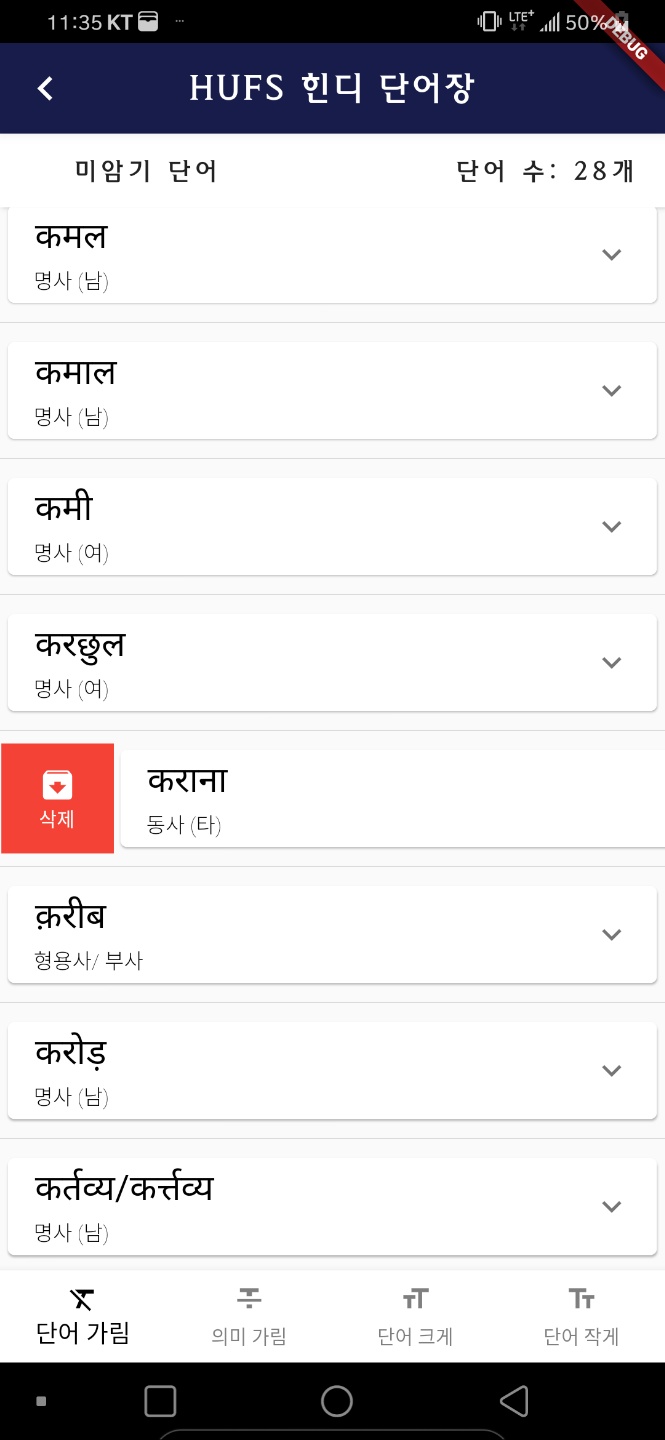 11:35 KT ...
LTE+ 50%
DEBUG
HUFS 힌디 단어장
미암기 단어 단어 수: 28개
कमल
명사 (남)
कमाल
명사 (남)
कमी
명사 (여)
करछुल
명사 (여)
삭제
कराना
동사 (타)
क़रीब
형용사/ 부사
करोड़
명사 (남)
कर्तव्य/कर्त्तव्य
명사 (남)
단어 가림 의미 가림 단어 크게 단어 작게